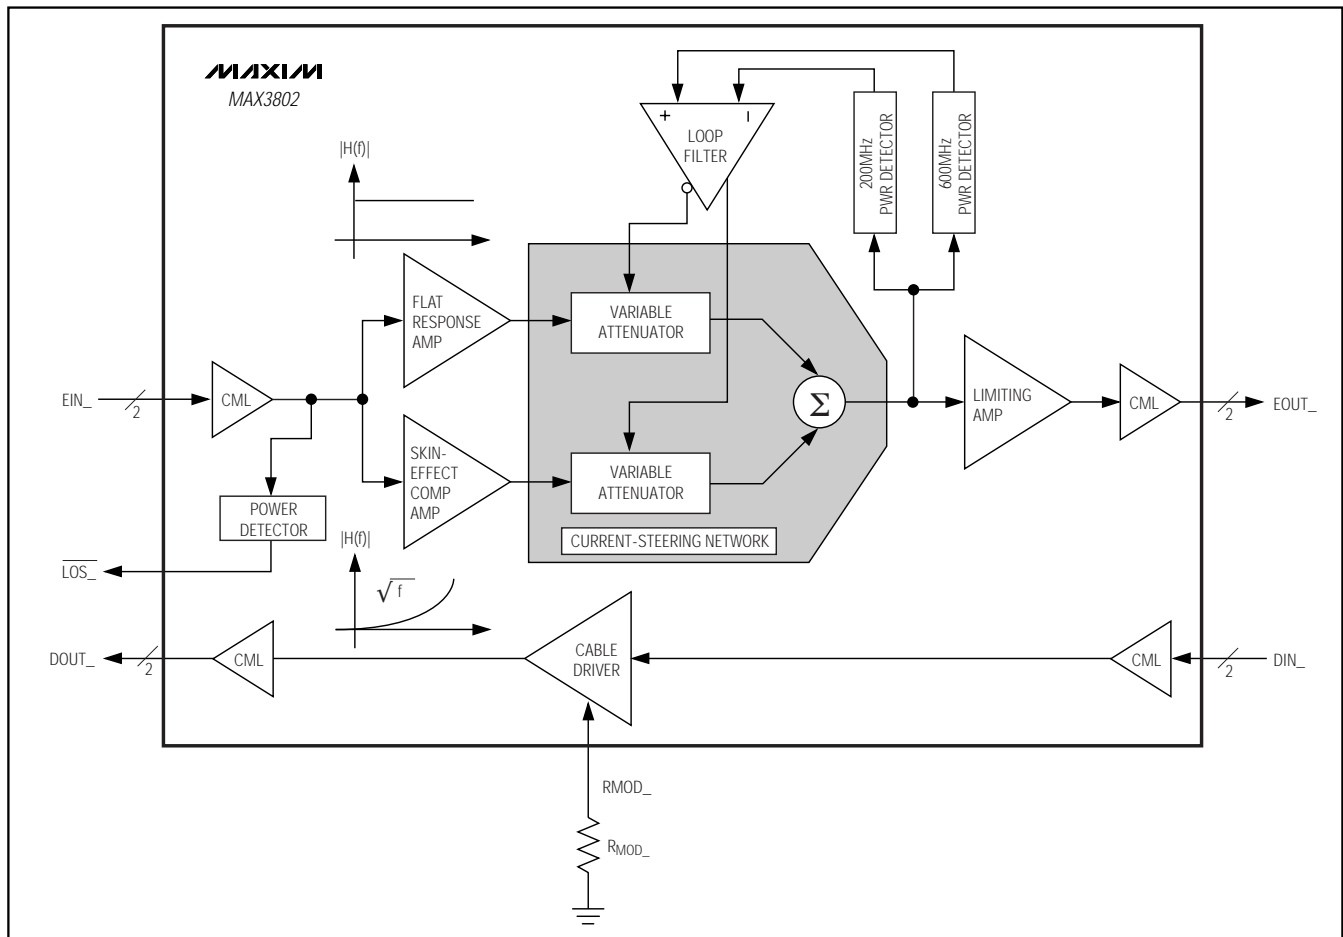 MAXIM
MAX3802
|H(f)|
+
−
LOOP
FILTER
200MHz
PWR DETECTOR
600MHz
PWR DETECTOR
FLAT
RESPONSE
AMP
VARIABLE
ATTENUATOR
EIN_
2
CML
Σ
LIMITING
AMP
CML
2
EOUT_
SKIN-
EFFECT
COMP
AMP
VARIABLE
ATTENUATOR
POWER
DETECTOR
CURRENT-STEERING NETWORK
|H(f)|
√f
LOS_
DOUT_
2
CML
CABLE
DRIVER
CML
2
DIN_
RMOD_
RMOD_